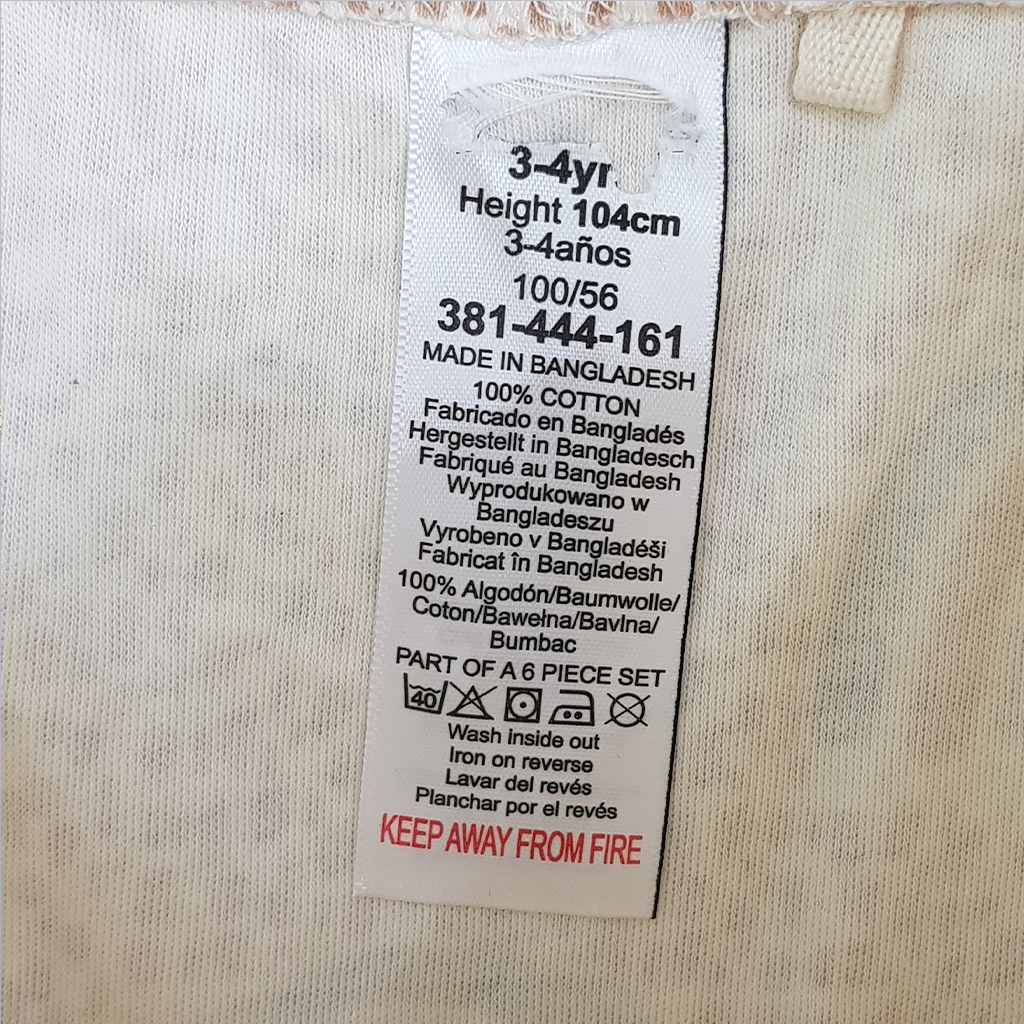 3-4yr
Height 104cm
3-4años
100/56
381-444-161
MADE IN BANGLADESH
100% COTTON
Fabricado en Bangladés
Hergestellt in Bangladesch
Fabriqué au Bangladesh
Wyprodukowano w
Bangladeszu
Vyrobeno v Bangladéši
Fabricat în Bangladesh
100% Algodón/Baumwolle/
Coton/Bawełna/Bavlna/
Bumbac
PART OF A 6 PIECE SET
40
Wash inside out
Iron on reverse
Lavar del revés
Planchar por el revés
KEEP AWAY FROM FIRE